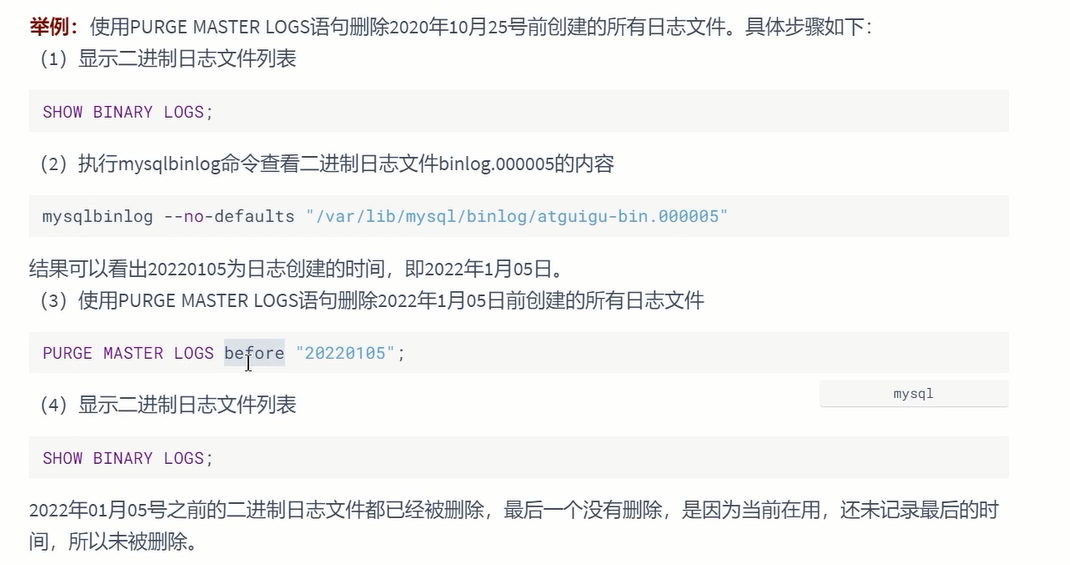 举例：使用PURGE MASTER LOGS语句删除2020年10月25号前创建的所有日志文件。具体步骤如下：
（1）显示二进制日志文件列表
SHOW BINARY LOGS;
（2）执行mysqlbinlog命令查看二进制日志文件binlog.000005的内容
mysqlbinlog --no-defaults "/var/lib/mysql/binlog/atguigu-bin.000005"
结果可以看出20220105为日志创建的时间，即2022年1月05日。
（3）使用PURGE MASTER LOGS语句删除2022年1月05日前创建的所有日志文件
PURGE MASTER LOGS before "20220105";
mysql
（4）显示二进制日志文件列表
SHOW BINARY LOGS;
2022年01月05号之前的二进制日志文件都已经被删除，最后一个没有删除，是因为当前在用，还未记录最后的时
间，所以未被删除。